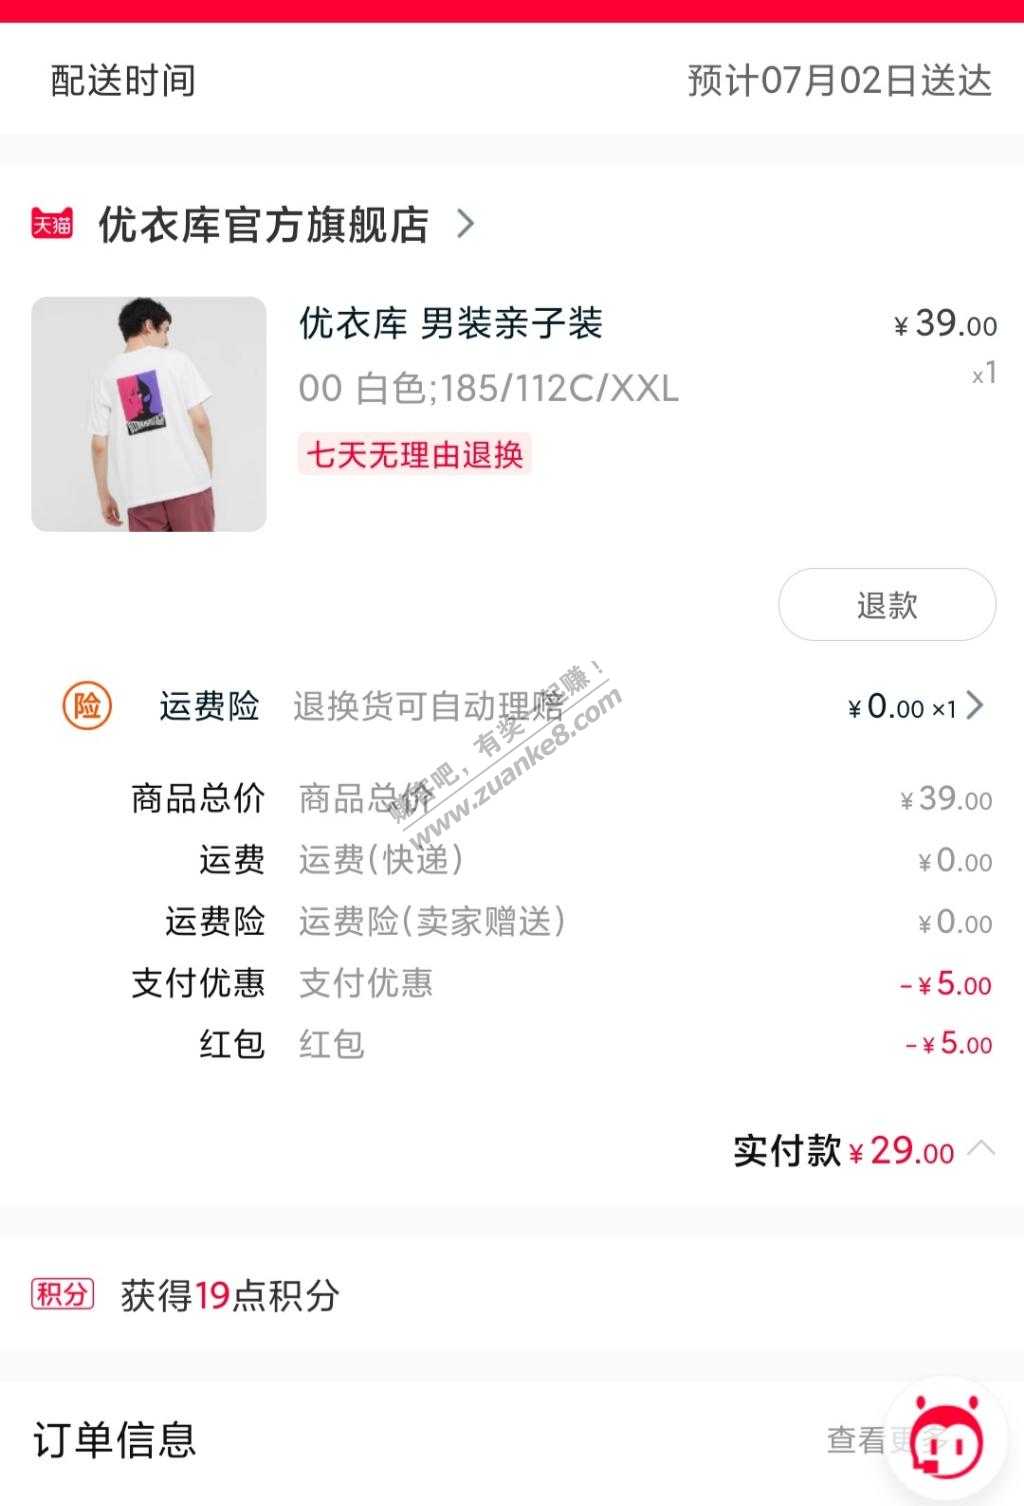 配送时间 预计07月02日送达
天猫 优衣库官方旗舰店 >
优衣库 男装亲子装 ¥39.00
00 白色;185/112C/XXL x1
七天无理由退换
退款
险 运费险 退换货可自动理赔 ¥0.00 ×1 >
赚客吧，有奖一起赚！
www.zuanke8.com
商品总价 商品总价 ¥39.00
运费 运费(快递) ¥0.00
运费险 运费险(卖家赠送) ¥0.00
支付优惠 支付优惠 -¥5.00
红包 红包 -¥5.00
实付款¥29.00
积分 获得19点积分
订单信息 查看更多